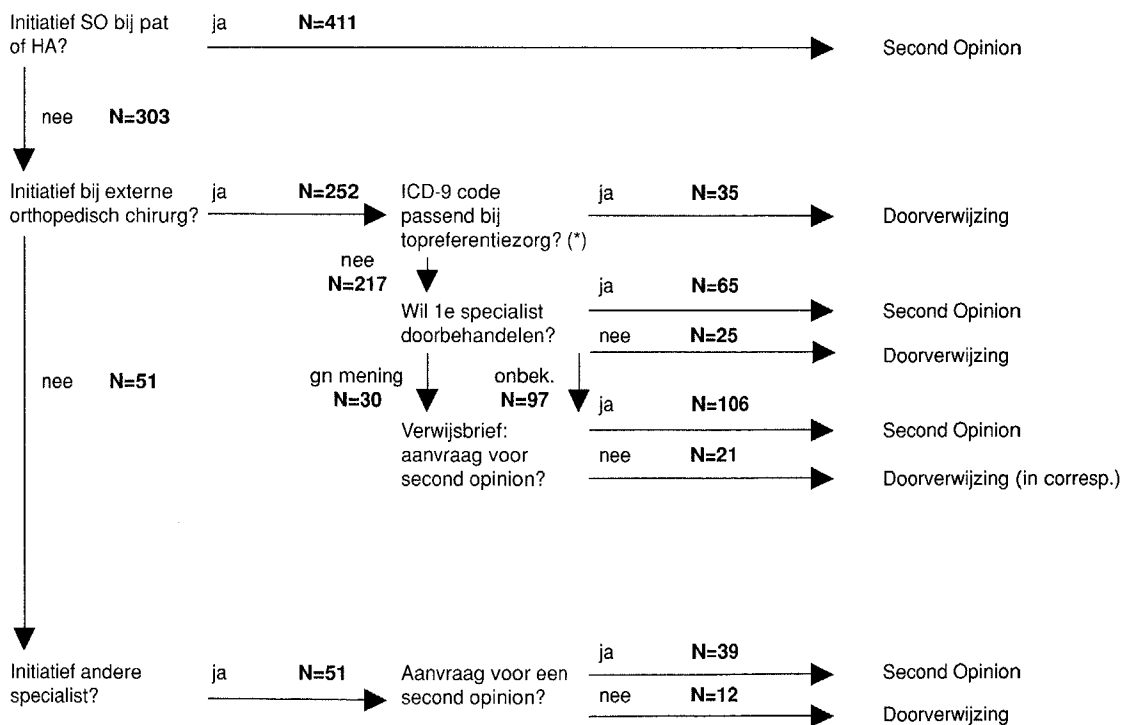 Initiatief SO bij pat
of HA?
ja N=411
Second Opinion
nee N=303
Initiatief bij externe
orthopedisch chirurg?
ja N=252
ICD-9 code
passend bij
topreferentiezorg? (*)
ja N=35
Doorverwijzing
nee
N=217
Wil 1e specialist
doorbehandelen?
ja N=65
Second Opinion
nee N=25
Doorverwijzing
nee N=51
gn mening
N=30
onbek.
N=97
Verwijsbrief:
aanvraag voor
second opinion?
ja N=106
Second Opinion
nee N=21
Doorverwijzing (in corresp.)
Initiatief andere
specialist?
ja N=51
Aanvraag voor een
second opinion?
ja N=39
Second Opinion
nee N=12
Doorverwijzing